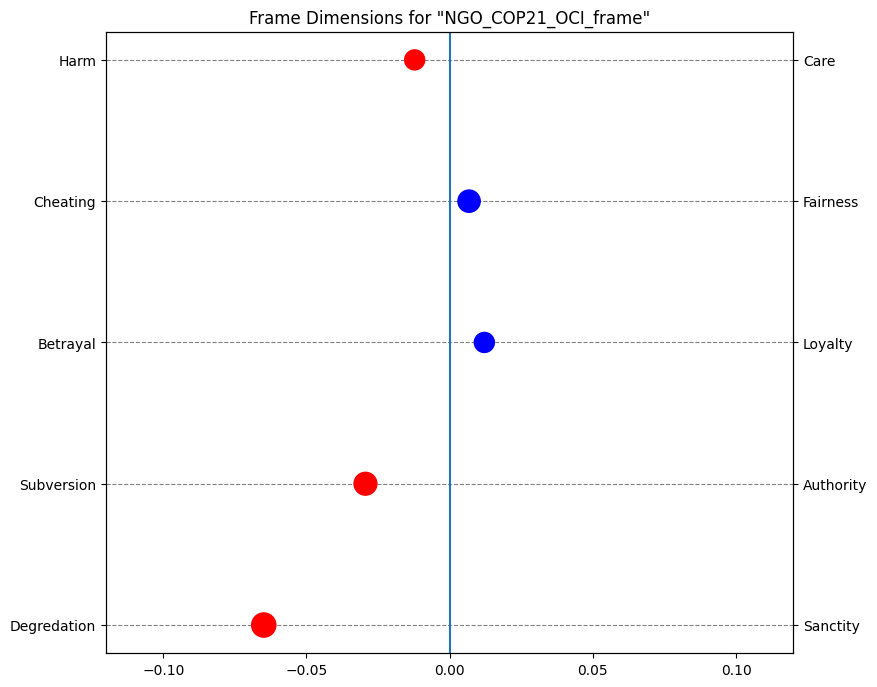 Frame Dimensions for "NGO_COP21_OCI_frame"
Harm
Care
Cheating
Fairness
Betrayal
Loyalty
Subversion
Authority
Degredation
Sanctity
−0.10
−0.05
0.00
0.05
0.10